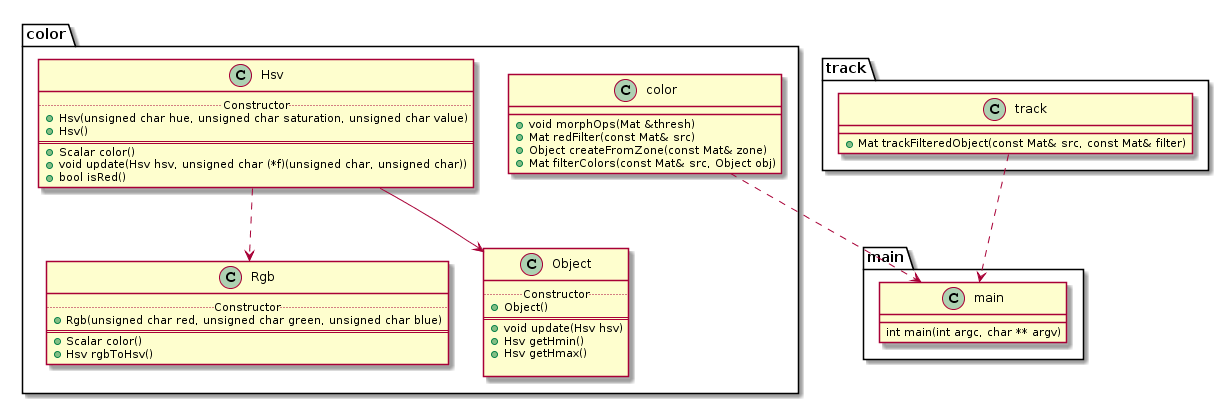 color
C Hsv
Constructor
Hsv(unsigned char hue, unsigned char saturation, unsigned char value)
Hsv()
Scalar color()
void update(Hsv hsv, unsigned char (*f)(unsigned char, unsigned char))
bool isRed()
C color
void morphOps(Mat &thresh)
Mat redFilter(const Mat& src)
Object createFromZone(const Mat& zone)
Mat filterColors(const Mat& src, Object obj)
C Rgb
Constructor
Rgb(unsigned char red, unsigned char green, unsigned char blue)
Scalar color()
Hsv rgbToHsv()
C Object
Constructor
Object()
void update(Hsv hsv)
Hsv getHmin()
Hsv getHmax()
track
C track
Mat trackFilteredObject(const Mat& src, const Mat& filter)
main
C main
int main(int argc, char ** argv)